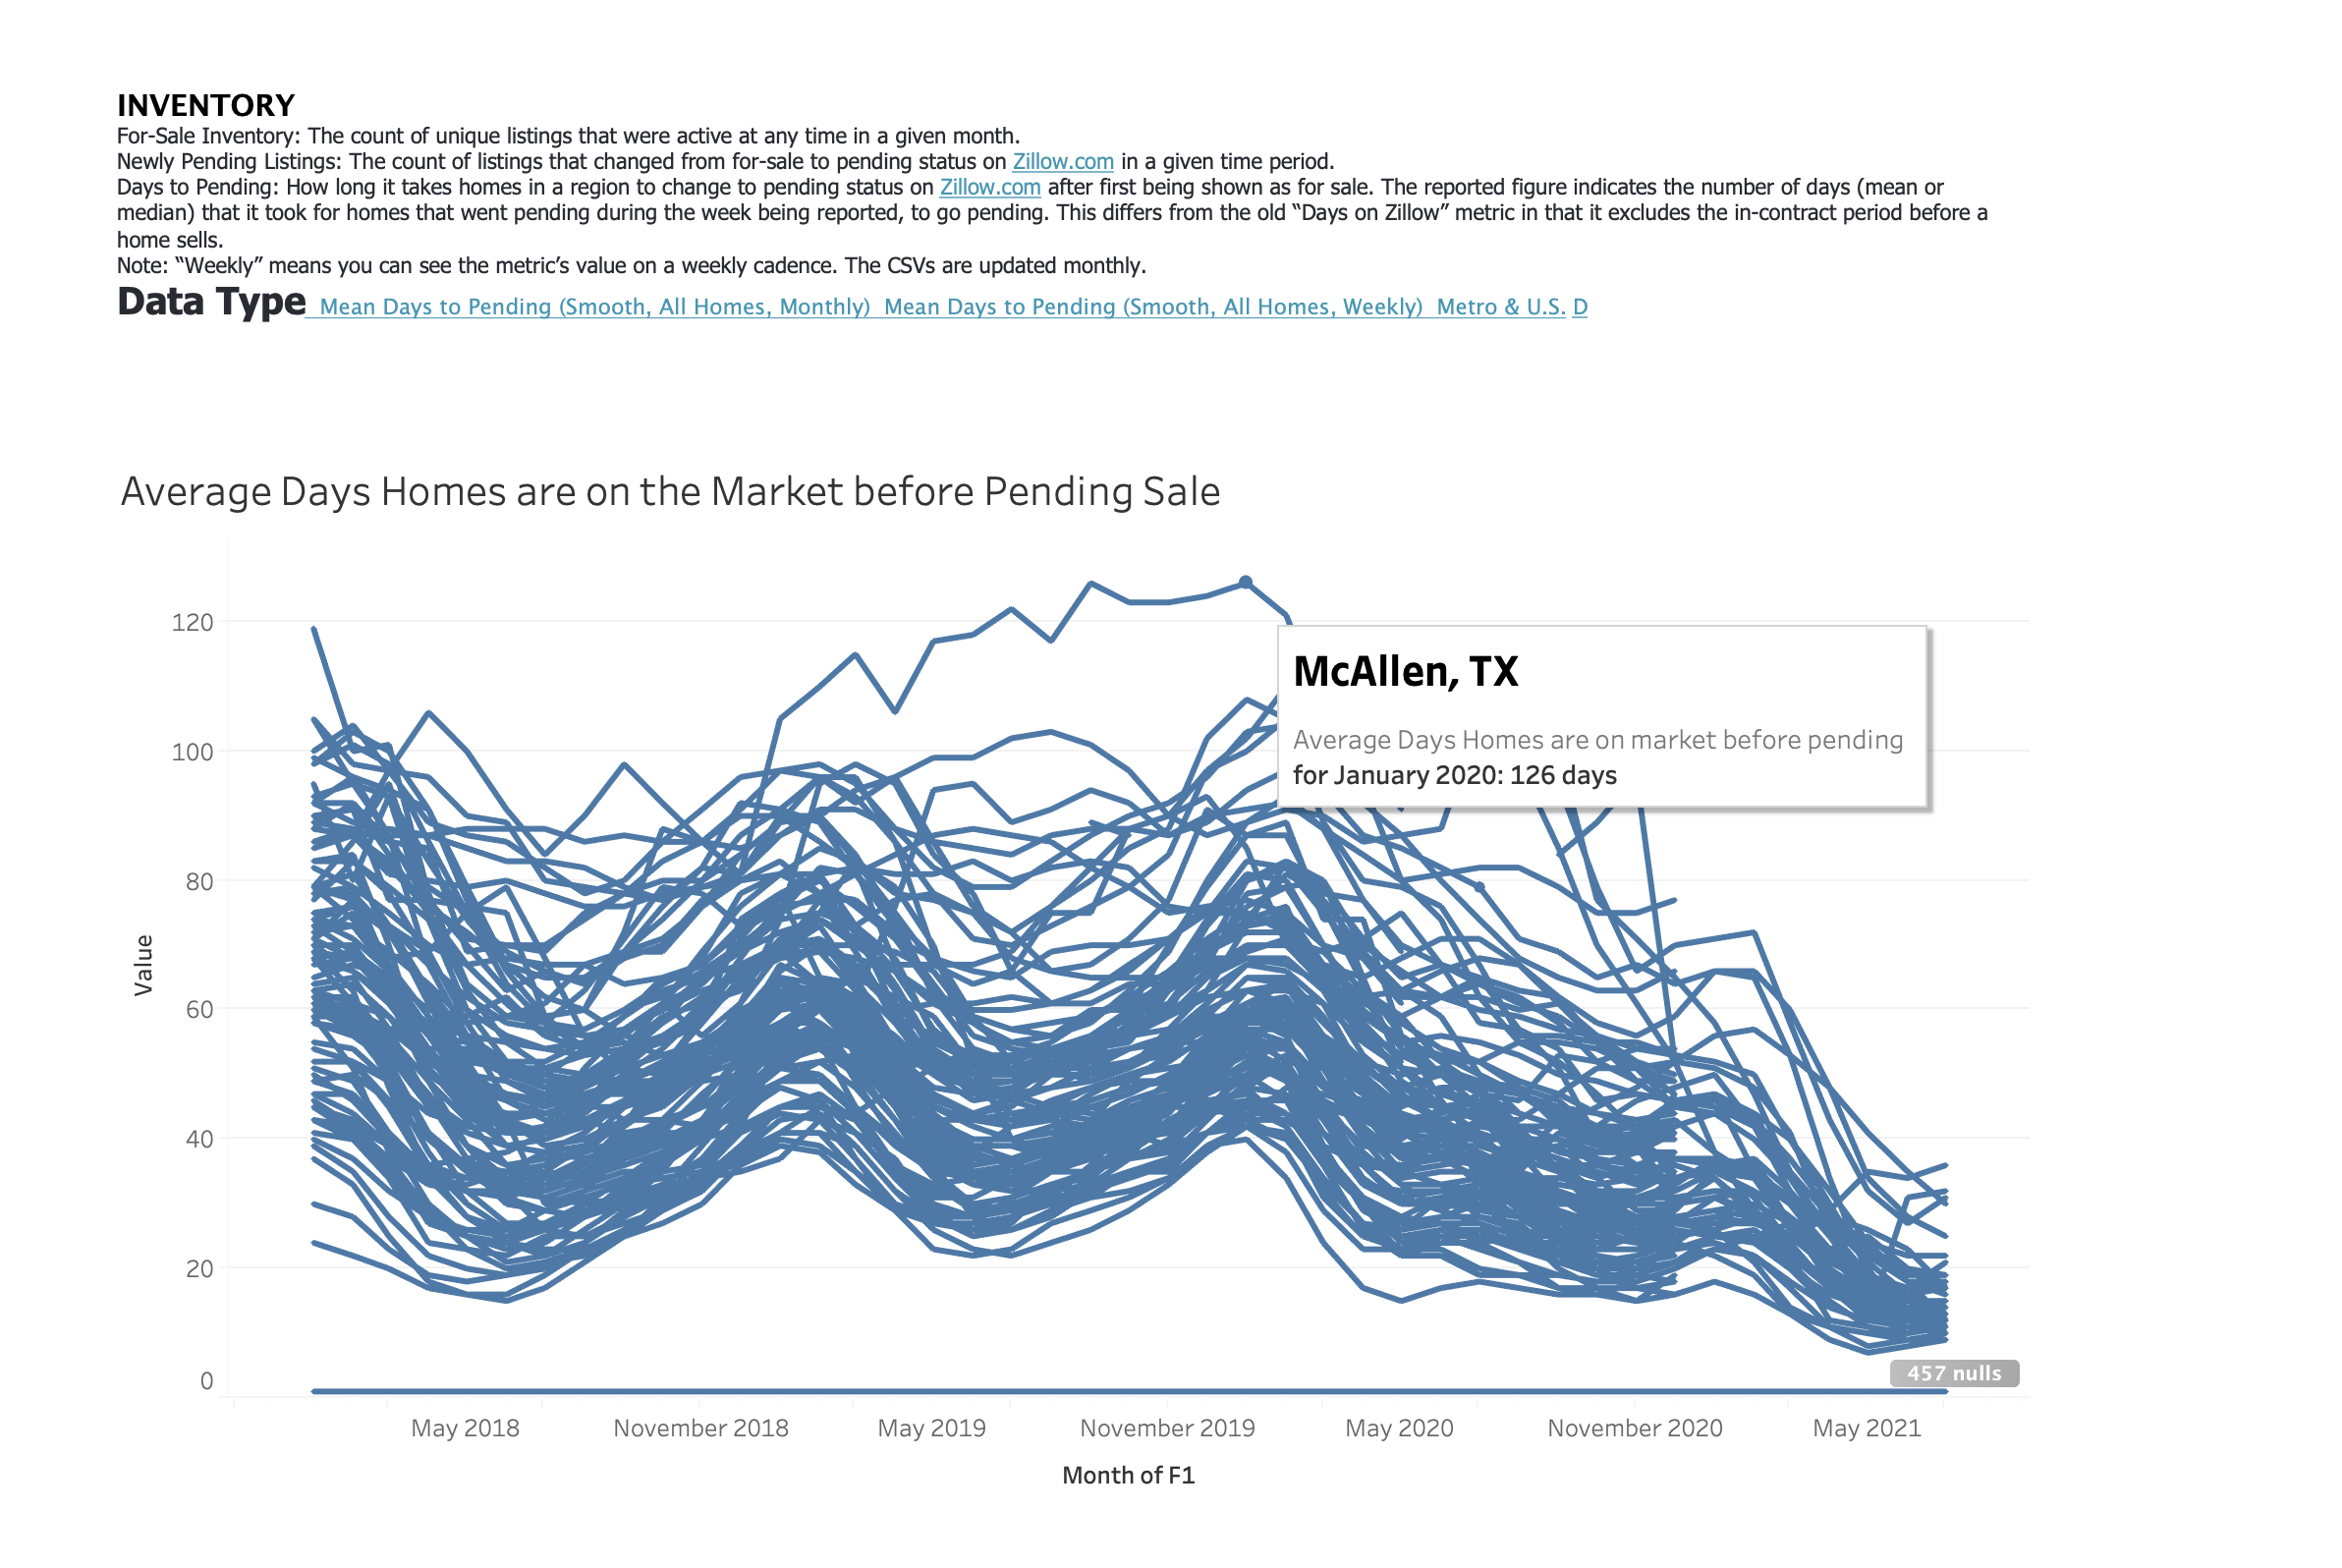 INVENTORY
For-Sale Inventory: The count of unique listings that were active at any time in a given month.
Newly Pending Listings: The count of listings that changed from for-sale to pending status on Zillow.com in a given time period.
Days to Pending: How long it takes homes in a region to change to pending status on Zillow.com after first being shown as for sale. The reported figure indicates the number of days (mean or
median) that it took for homes that went pending during the week being reported, to go pending. This differs from the old “Days on Zillow” metric in that it excludes the in-contract period before a
home sells.
Note: “Weekly” means you can see the metric’s value on a weekly cadence. The CSVs are updated monthly.
Data Type Mean Days to Pending (Smooth, All Homes, Monthly) Mean Days to Pending (Smooth, All Homes, Weekly) Metro & U.S. D
Average Days Homes are on the Market before Pending Sale
120
100
80
60
40
20
0
Value
McAllen, TX
Average Days Homes are on market before pending
for January 2020: 126 days
457 nulls
May 2018 November 2018 May 2019 November 2019 May 2020 November 2020 May 2021
Month of F1